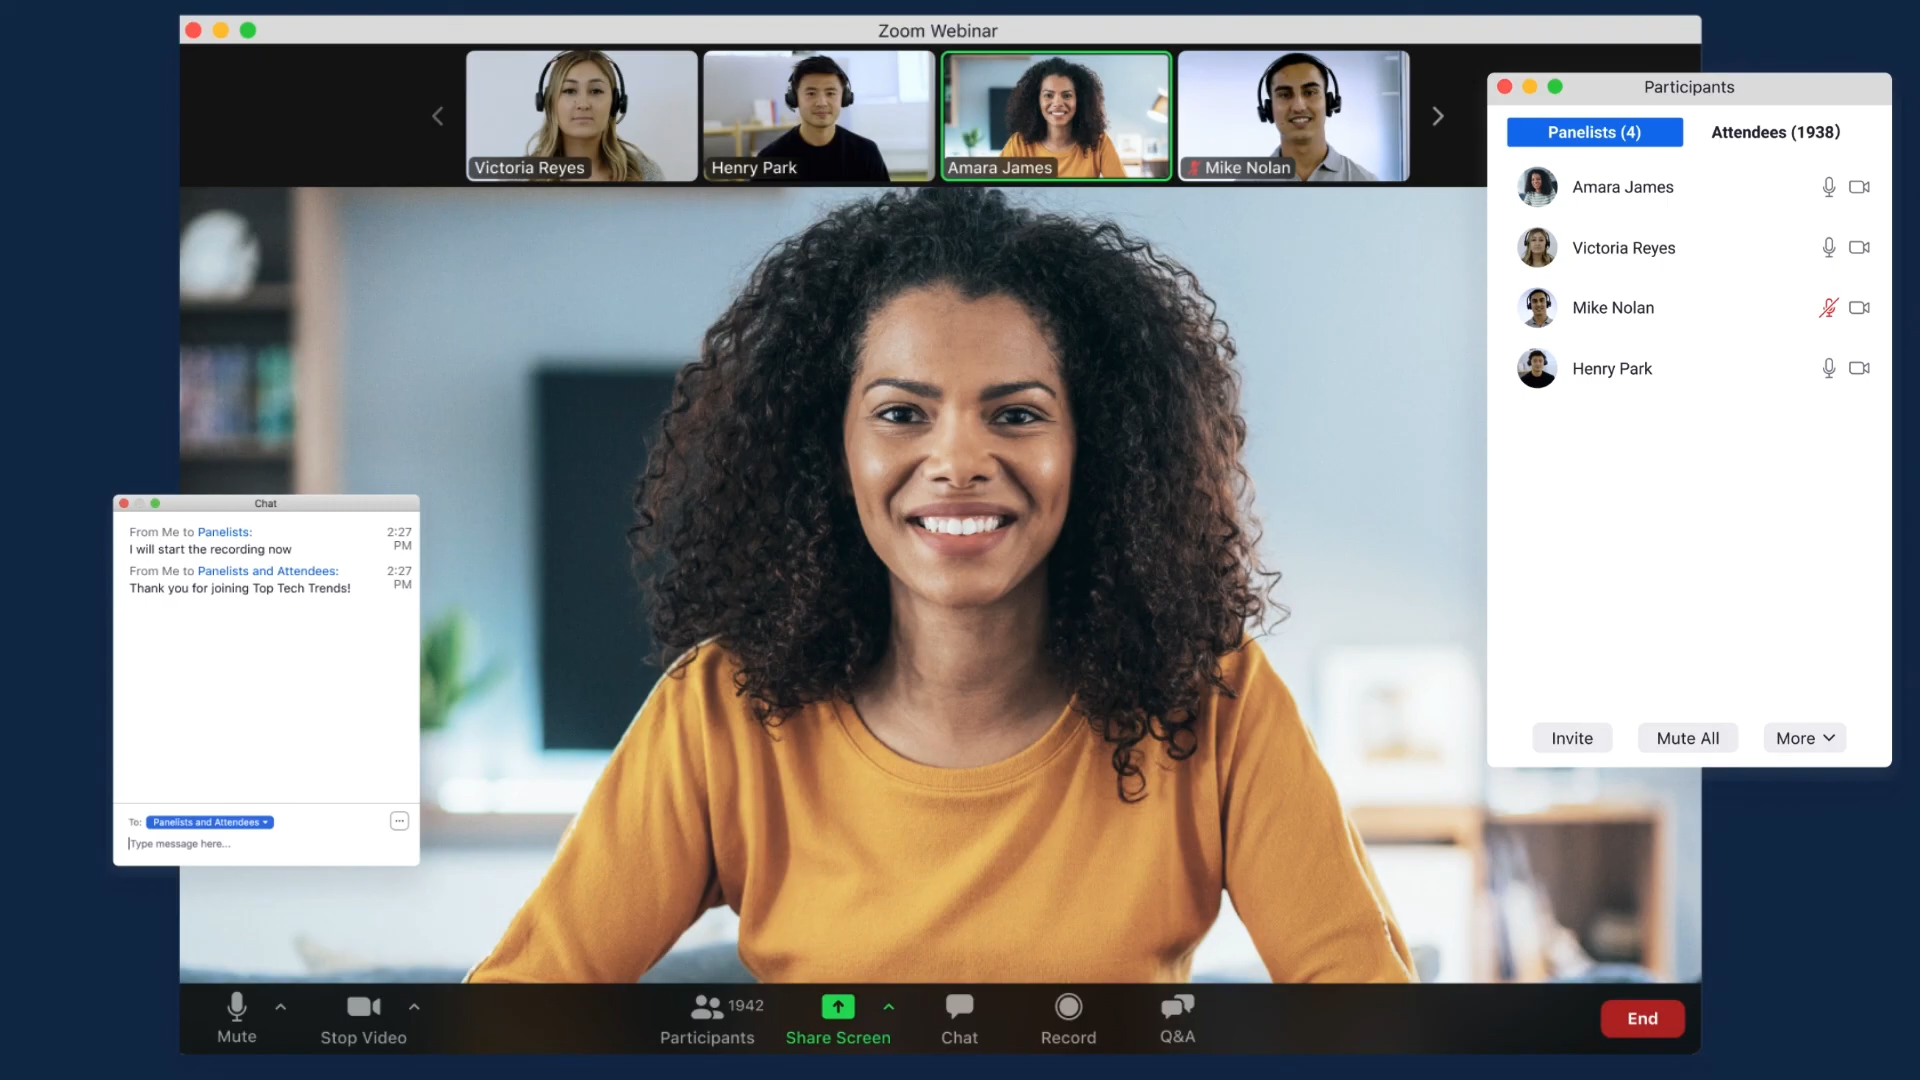 Zoom Webinar
Victoria Reyes
Henry Park
Amara James
Mike Nolan
Participants
Panelists (4)
Attendees (1938)
Amara James
Victoria Reyes
Mike Nolan
Henry Park
Invite
Mute All
More
Chat
From Me to Panelists:
2:27
PM
I will start the recording now
From Me to Panelists and Attendees:
2:27
PM
Thank you for joining Top Tech Trends!
To: Panelists and Attendees
Type message here...
Mute
Stop Video
1942
Participants
Share Screen
Chat
Record
Q&A
End